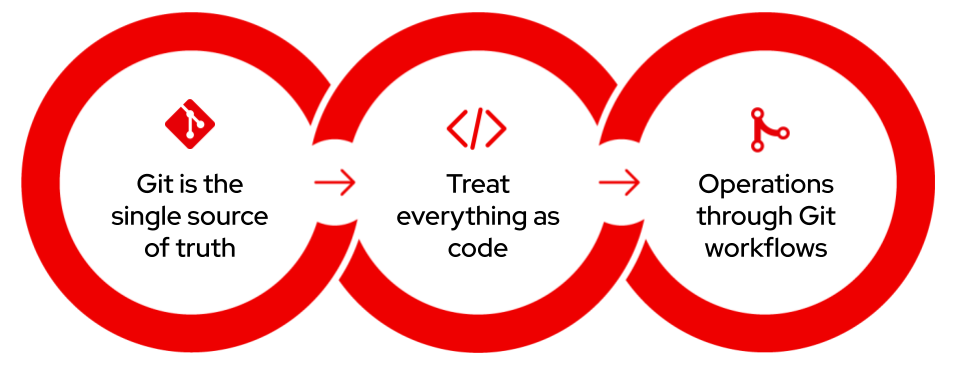 Git is the
single source
of truth
Treat
everything as
code
Operations
through Git
workflows